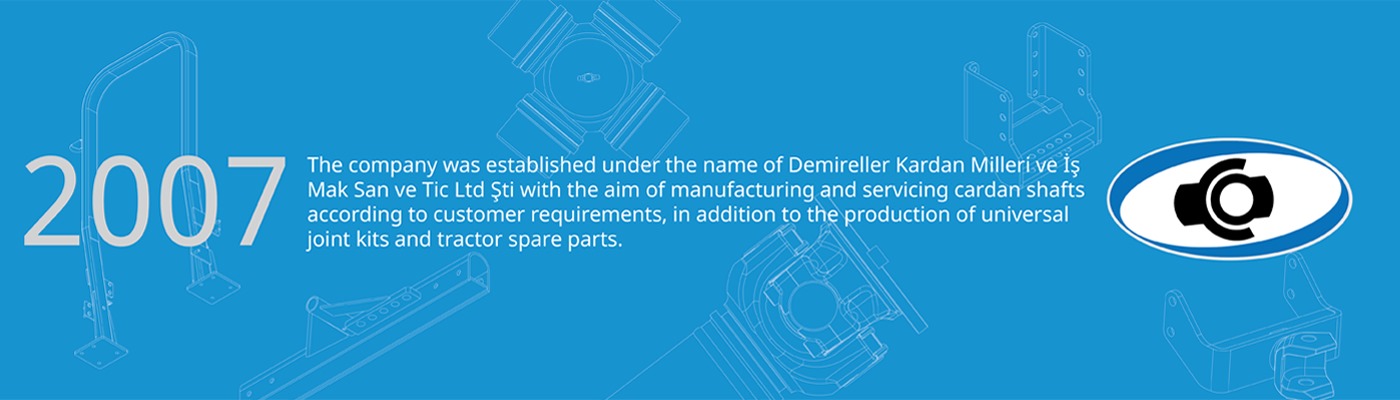 2007
The company was established under the name of Demireller Kardan Milleri ve İş
Mak San ve Tic Ltd Şti with the aim of manufacturing and servicing cardan shafts
according to customer requirements, in addition to the production of universal
joint kits and tractor spare parts.